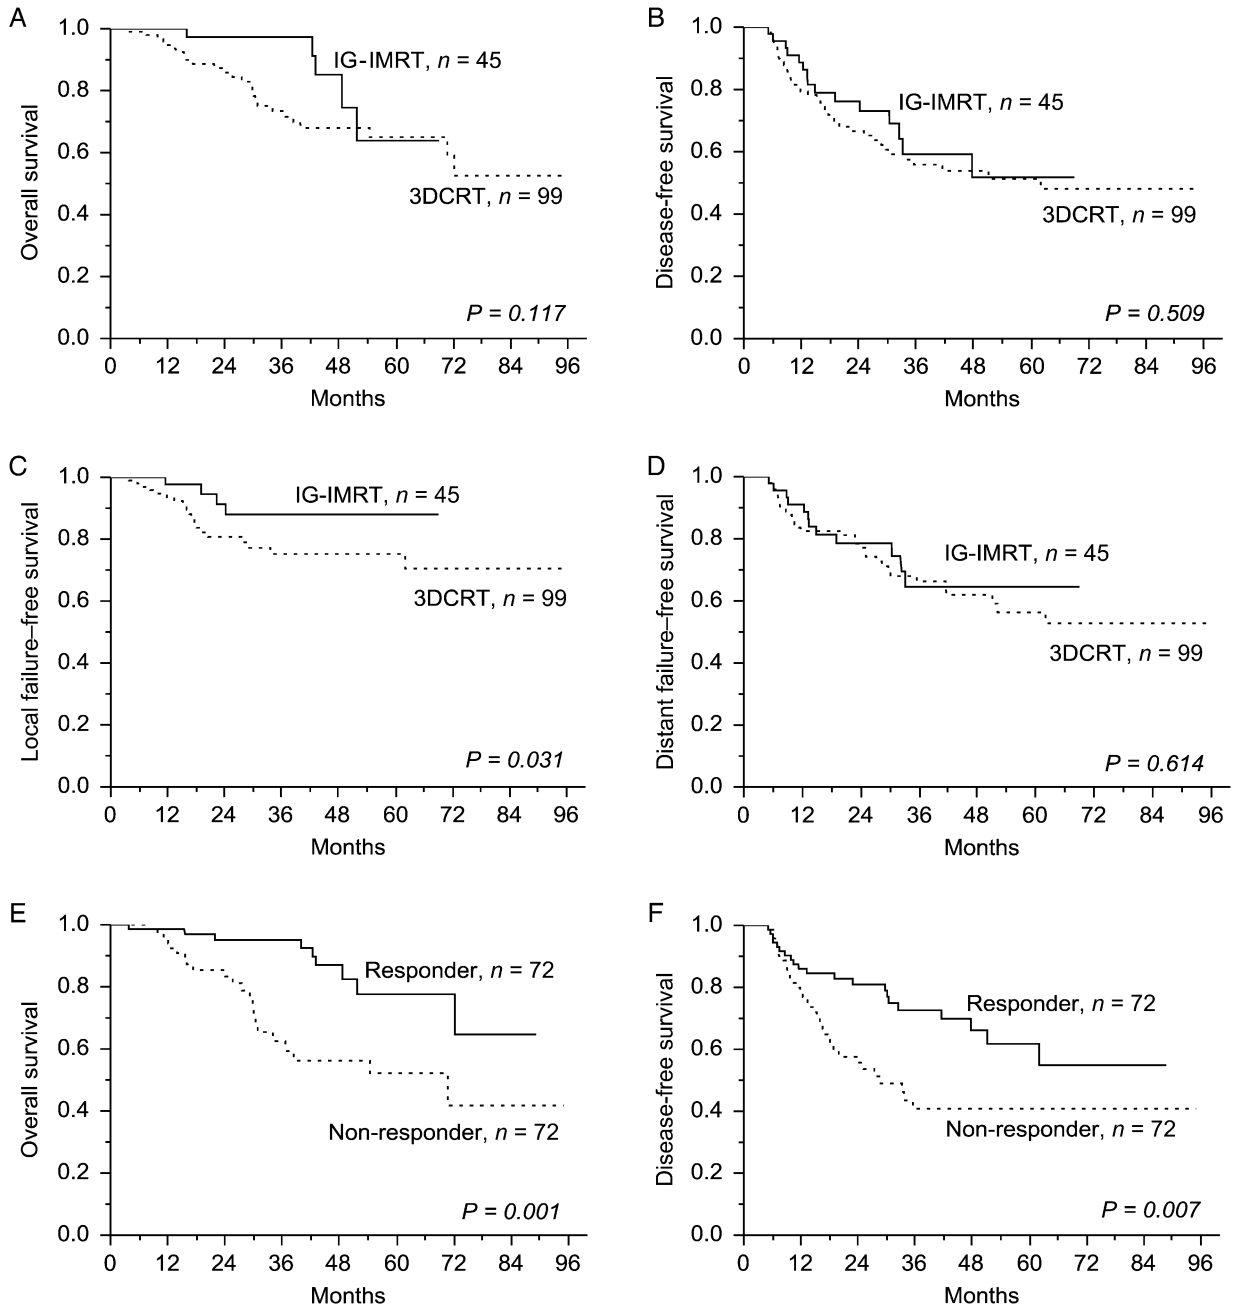 A
1.0
0.8
0.6
0.4
0.2
0.0
Overall survival
IG-IMRT, n = 45
3DCRT, n = 99
P = 0.117
0 12 24 36 48 60 72 84 96
Months
B
1.0
0.8
0.6
0.4
0.2
0.0
Disease-free survival
IG-IMRT, n = 45
3DCRT, n = 99
P = 0.509
0 12 24 36 48 60 72 84 96
Months
C
1.0
0.8
0.6
0.4
0.2
0.0
Local failure–free survival
IG-IMRT, n = 45
3DCRT, n = 99
P = 0.031
0 12 24 36 48 60 72 84 96
Months
D
1.0
0.8
0.6
0.4
0.2
0.0
Distant failure–free survival
IG-IMRT, n = 45
3DCRT, n = 99
P = 0.614
0 12 24 36 48 60 72 84 96
Months
E
1.0
0.8
0.6
0.4
0.2
0.0
Overall survival
Responder, n = 72
Non-responder, n = 72
P = 0.001
0 12 24 36 48 60 72 84 96
Months
F
1.0
0.8
0.6
0.4
0.2
0.0
Disease-free survival
Responder, n = 72
Non-responder, n = 72
P = 0.007
0 12 24 36 48 60 72 84 96
Months